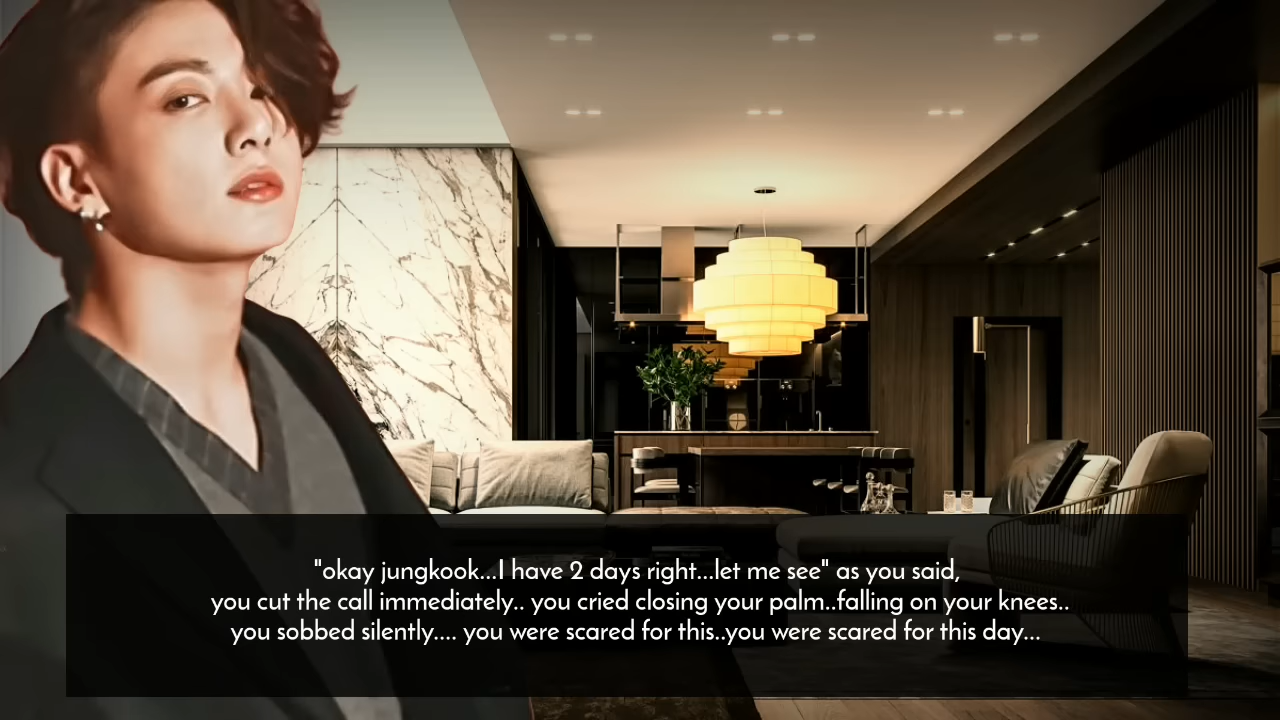 "okay jungkook...I have 2 days right...let me see" as you said,
you cut the call immediately.. you cried closing your palm..falling on your knees..
you sobbed silently.... you were scared for this..you were scared for this day...